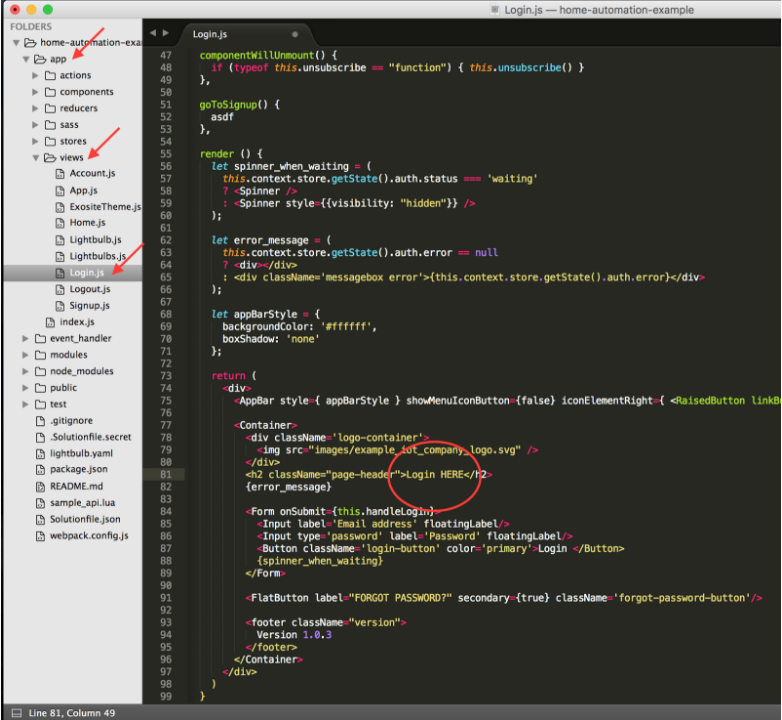 Login.js — home-automation-example
FOLDERS
home-automation-exa
app
actions
components
reducers
sass
stores
views
Account.js
App.js
ExositeTheme.js
Home.js
Lightbulb.js
Lightbulbs.js
Login.js
Logout.js
Signup.js
index.js
event_handler
modules
node_modules
public
test
.gitignore
.Solutionfile.secret
lightbulb.yaml
package.json
README.md
sample_api.lua
Solutionfile.json
webpack.config.js
Login.js
47 componentWillUnmount() {
48 if (typeof this.unsubscribe == "function") { this.unsubscribe() }
49 },
50
51 goToSignup() {
52 asdf
53 },
54
55 render () {
56 let spinner_when_waiting = (
57 this.context.store.getState().auth.status === 'waiting'
58 ? <Spinner />
59 : <Spinner style={{visibility: "hidden"}} />
60 );
61
62 let error_message = (
63 this.context.store.getState().auth.error == null
64 ? <div></div>
65 : <div className='messagebox error'>{this.context.store.getState().auth.error}</div>
66 );
67
68 let appBarStyle = {
69 backgroundColor: '#ffffff',
70 boxShadow: 'none'
71 };
72
73 return (
74 <div>
75 <AppBar style={ appBarStyle } showMenuIconButton={false} iconElementRight={ <RaisedButton linkBu
76
77 <Container>
78 <div className='logo-container'>
79 <img src="images/example_iot_company_logo.svg" />
80 </div>
81 <h2 className="page-header">Login HERE</h2>
82 {error_message}
83
84 <Form onSubmit={this.handleLogin}>
85 <Input label='Email address' floatingLabel/>
86 <Input type='password' label='Password' floatingLabel/>
87 <Button className='login-button' color='primary'>Login </Button>
88 {spinner_when_waiting}
89 </Form>
90
91 <FlatButton label="FORGOT PASSWORD?" secondary={true} className='forgot-password-button'/>
92
93 <footer className="version">
94 Version 1.0.3
95 </footer>
96 </Container>
97 </div>
98 )
99 }
Line 81, Column 49